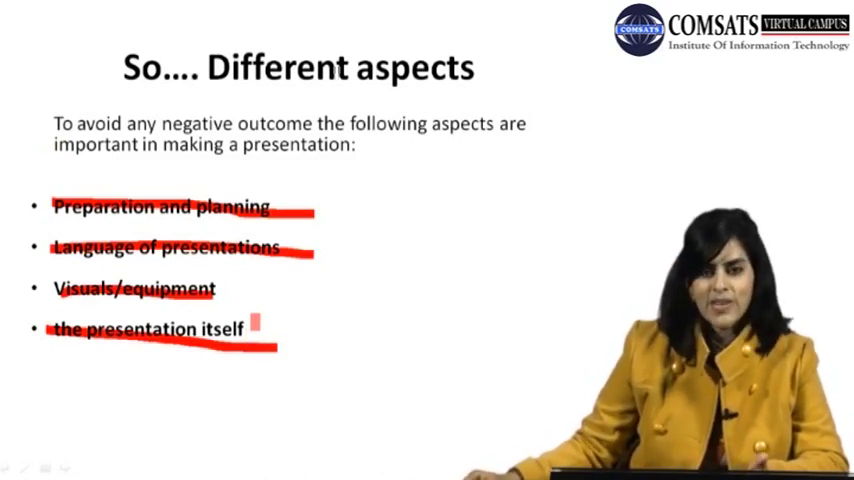 COMSATS VIRTUAL CAMPUS
COMSATS
Institute Of Information Technology
So.... Different aspects
To avoid any negative outcome the following aspects are
important in making a presentation:
• Preparation and planning
• Language of presentations
• Visuals/equipment
• the presentation itself